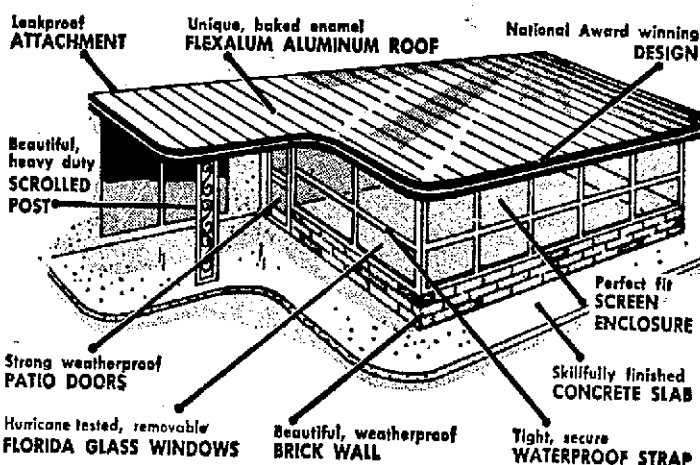 Leakproof
ATTACHMENT
Unique, baked enamel
FLEXALUM ALUMINUM ROOF
National Award winning
DESIGN
Beautiful,
heavy duty
SCROLLED
POST
Perfect fit
SCREEN
ENCLOSURE
Strong weatherproof
PATIO DOORS
Skillfully finished
CONCRETE SLAB
Hurricane tested, removable
FLORIDA GLASS WINDOWS
Beautiful, weatherproof
BRICK WALL
Tight, secure
WATERPROOF STRAP